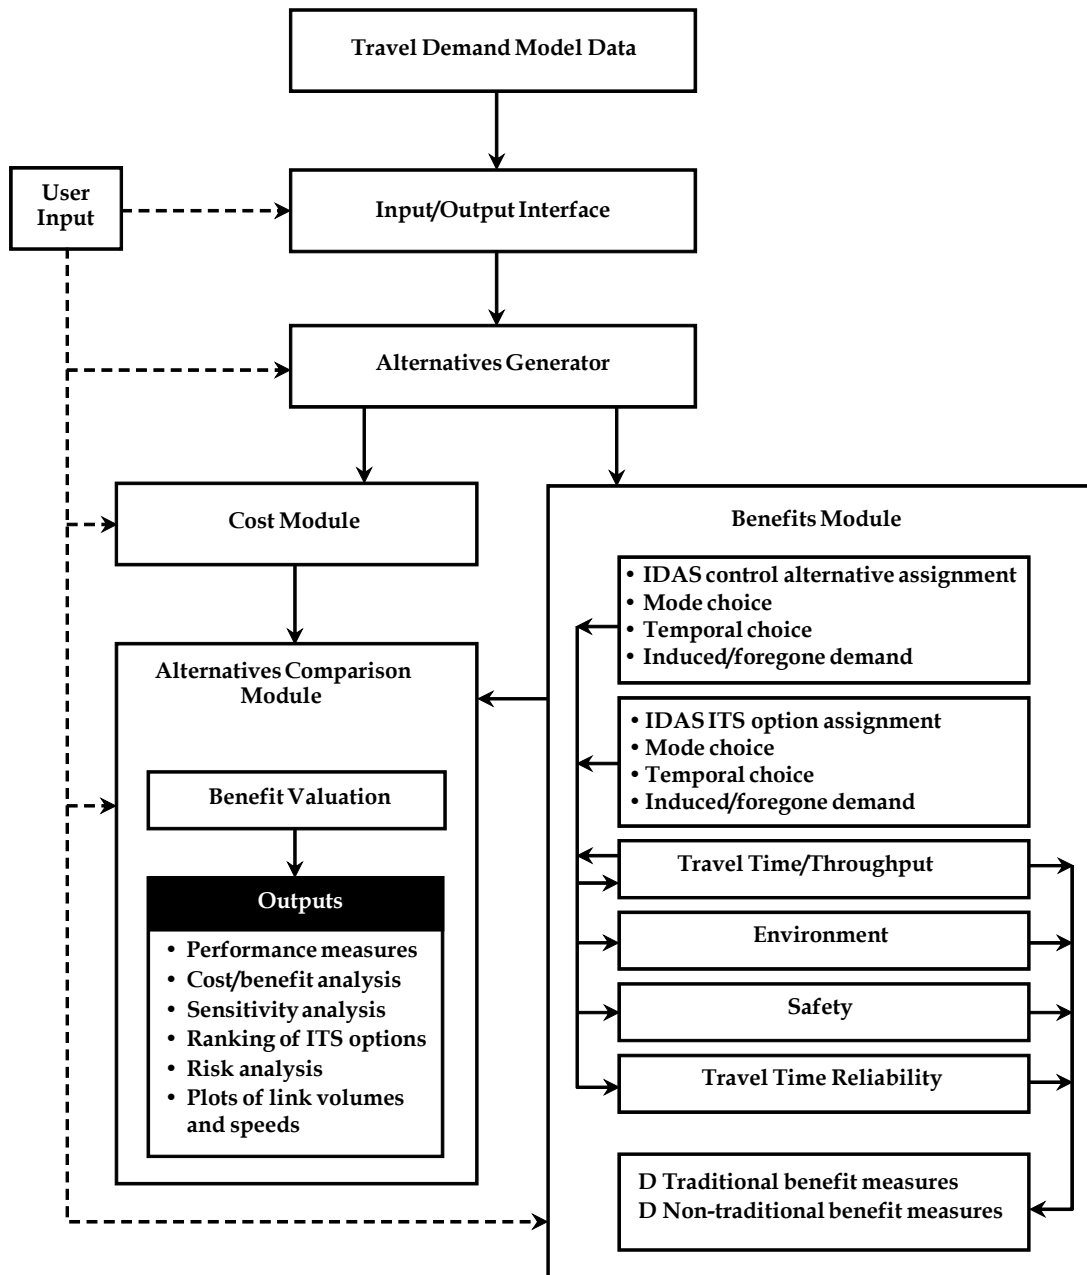 Travel Demand Model Data
User
Input
Input/Output Interface
Alternatives Generator
Cost Module
Alternatives Comparison
Module
Benefit Valuation
Outputs
• Performance measures
• Cost/benefit analysis
• Sensitivity analysis
• Ranking of ITS options
• Risk analysis
• Plots of link volumes
and speeds
Benefits Module
• IDAS control alternative assignment
• Mode choice
• Temporal choice
• Induced/foregone demand
• IDAS ITS option assignment
• Mode choice
• Temporal choice
• Induced/foregone demand
Travel Time/Throughput
Environment
Safety
Travel Time Reliability
D Traditional benefit measures
D Non-traditional benefit measures